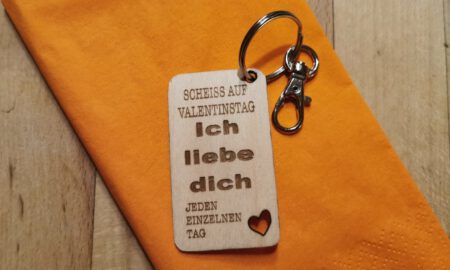 SCHEISS AUF
VALENTINSTAG
Ich
liebe
dich
JEDEN
EINZELNEN
TAG